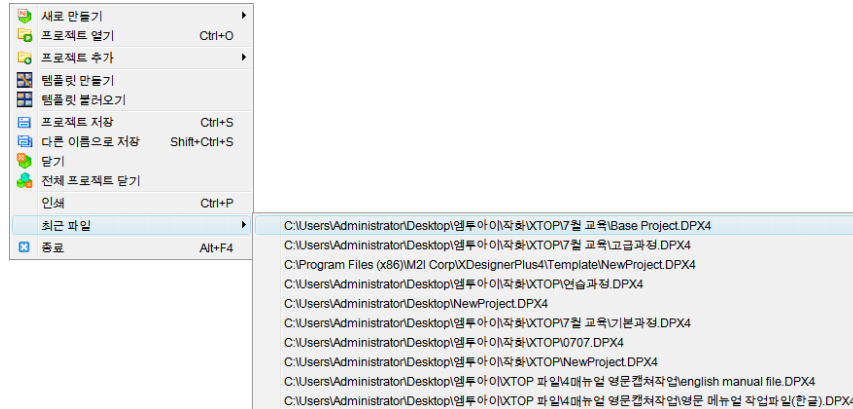 새로 만들기
프로젝트 열기 Ctrl+O
프로젝트 추가
템플릿 만들기
템플릿 불러오기
프로젝트 저장 Ctrl+S
다른 이름으로 저장 Shift+Ctrl+S
닫기
전체 프로젝트 닫기
인쇄 Ctrl+P
최근 파일
종료 Alt+F4
C:\Users\Administrator\Desktop\엠투아이\작화\XTOP\7월 교육\Base Project.DPX4
C:\Users\Administrator\Desktop\엠투아이\작화\XTOP\7월 교육\고급과정.DPX4
C:\Program Files (x86)\M2I Corp\XDesignerPlus4\Template\NewProject.DPX4
C:\Users\Administrator\Desktop\엠투아이\작화\XTOP\연습과정.DPX4
C:\Users\Administrator\Desktop\NewProject.DPX4
C:\Users\Administrator\Desktop\엠투아이\작화\XTOP\7월 교육\기본과정.DPX4
C:\Users\Administrator\Desktop\엠투아이\작화\XTOP\0707.DPX4
C:\Users\Administrator\Desktop\엠투아이\작화\XTOP\NewProject.DPX4
C:\Users\Administrator\Desktop\엠투아이\XTOP 파일\4매뉴얼 영문캡쳐작업\english manual file.DPX4
C:\Users\Administrator\Desktop\엠투아이\XTOP 파일\4매뉴얼 영문캡쳐작업\영문 메뉴얼 작업파일(한글).DPX4